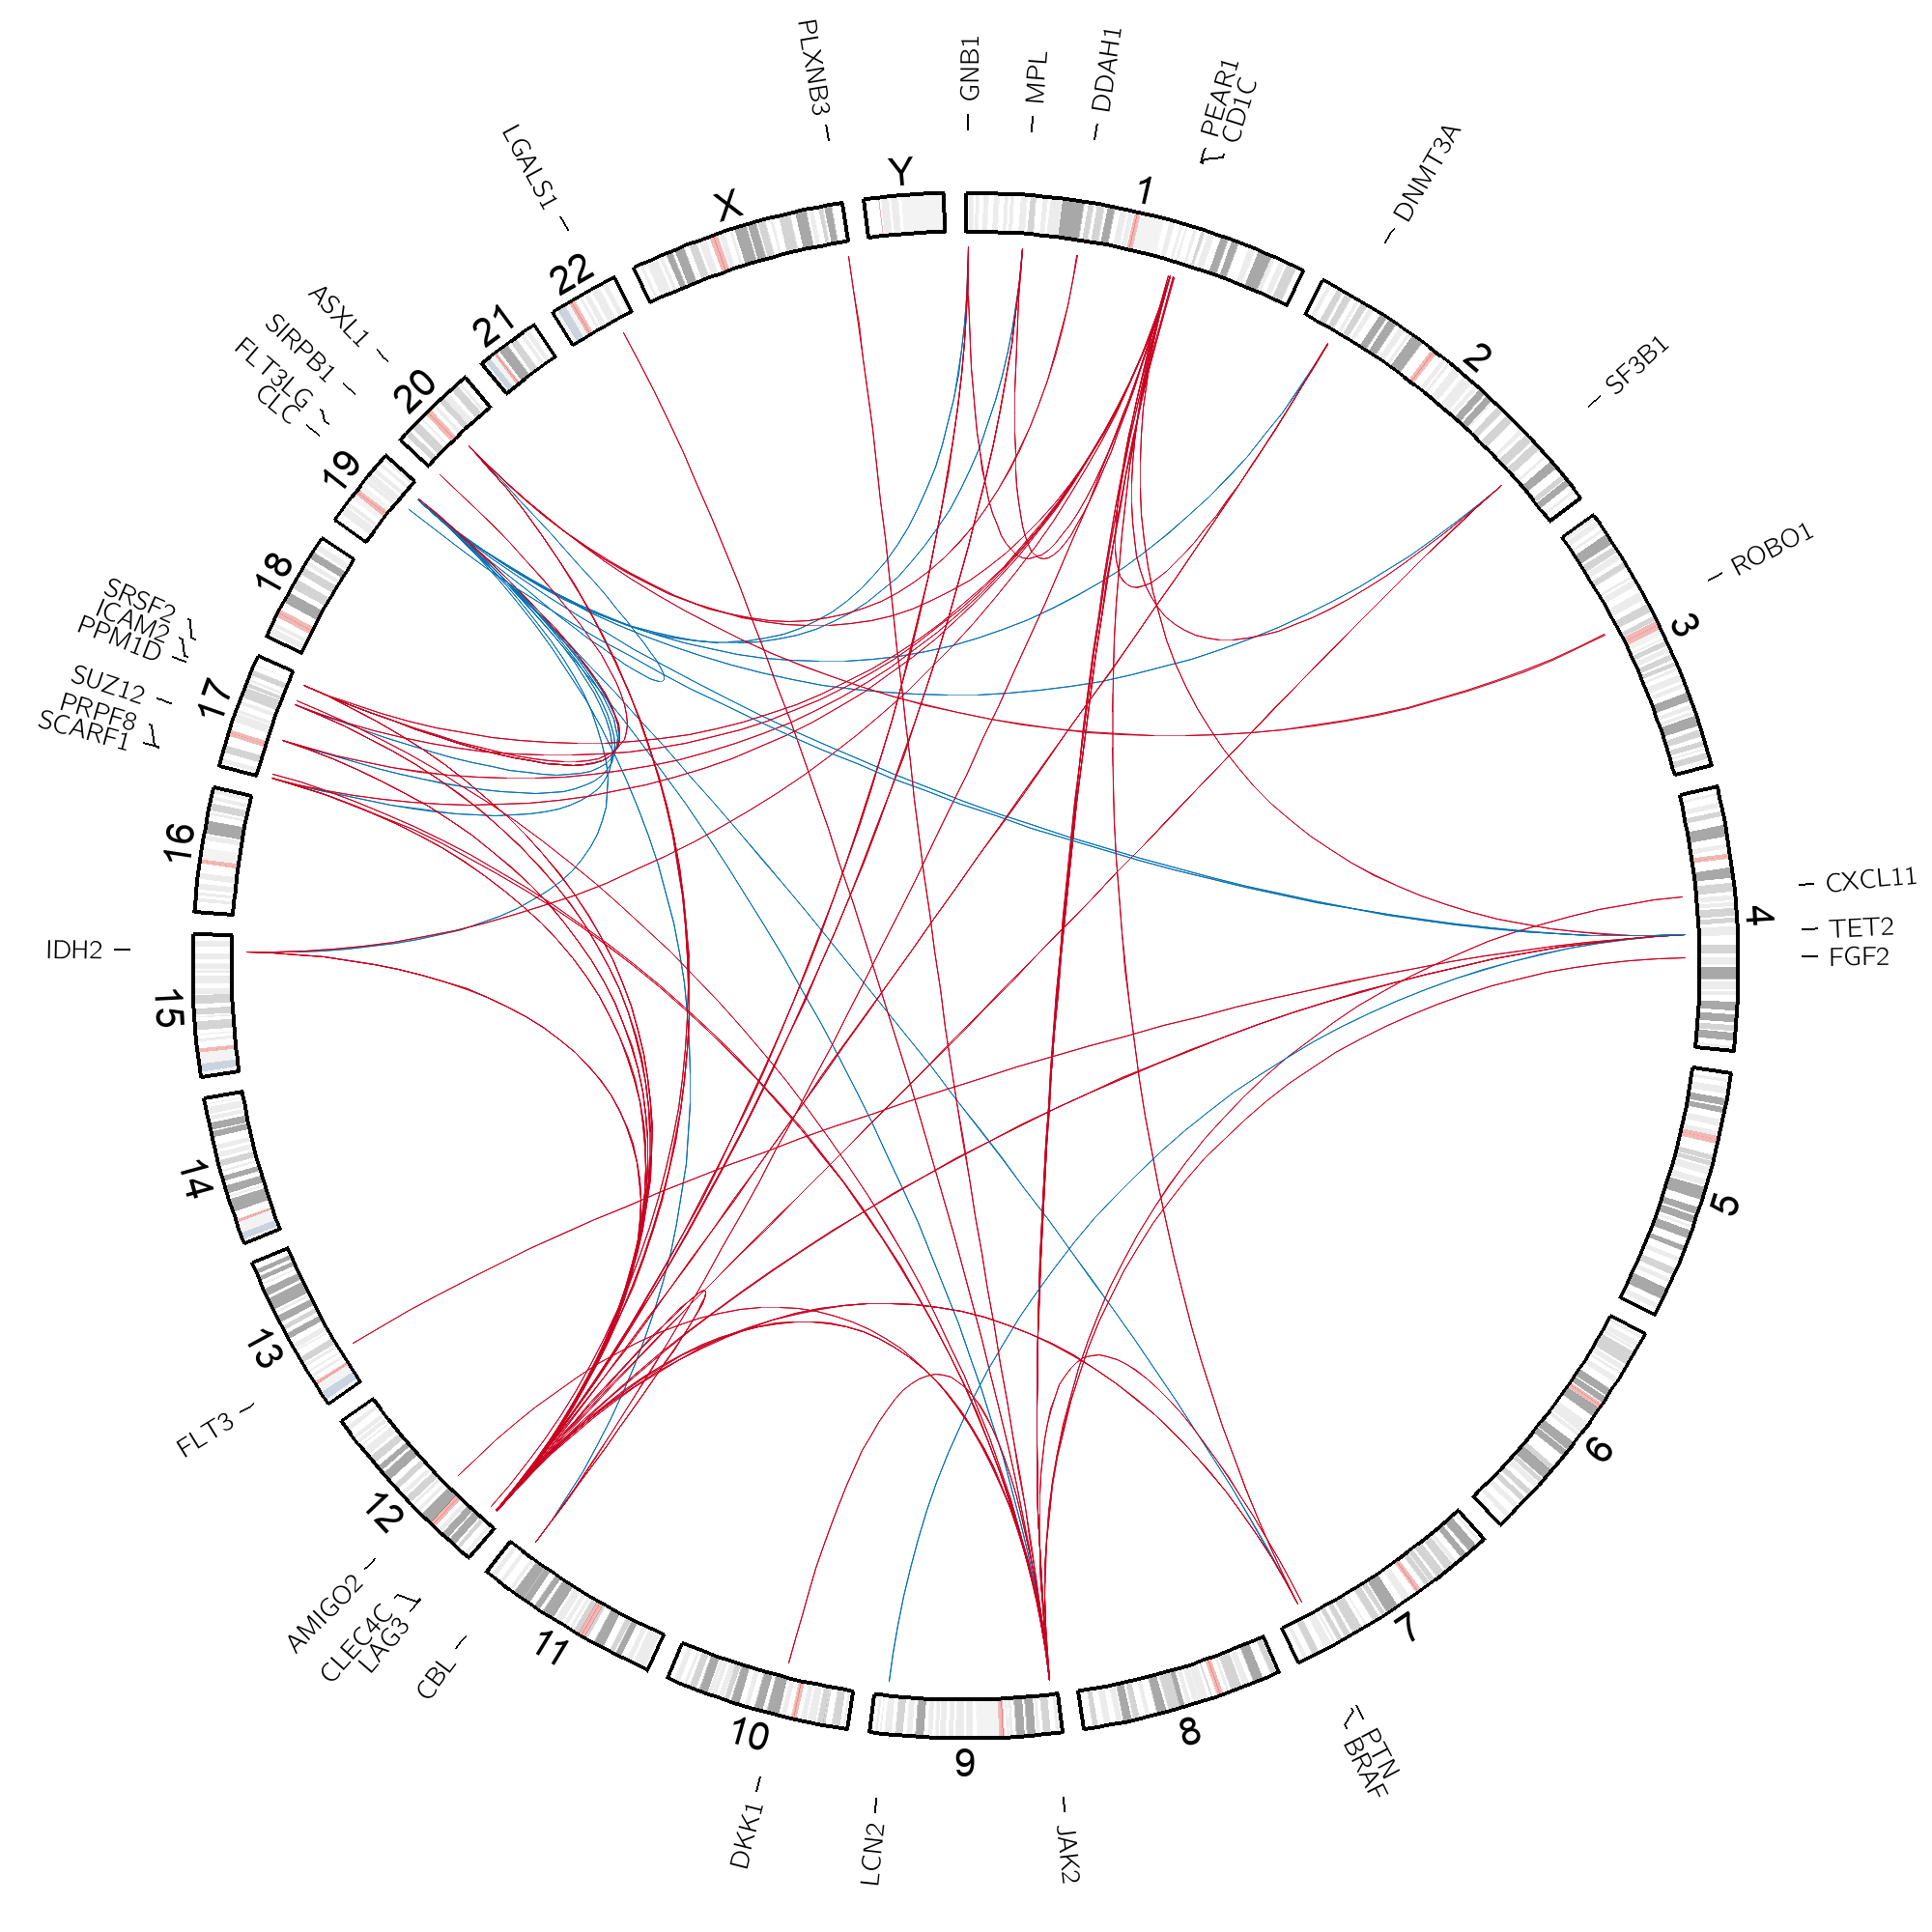 PLXNB3
GNB1
MPL
DDAH1
PEAR1
CD1C
DNMT3A
SF3B1
ROBO1
CXCL11
TET2
FGF2
PTN
BRAF
JAK2
LCN2
DKK1
CBL
LAG3
CLEC4C
AMIGO2
FLT3
IDH2
SCARF1
PRPF8
SUZ12
PPM1D
ICAM2
SRSF2
CLC
FLT3LG
SIRPB1
ASXL1
LGALS1
1
2
3
4
5
6
7
8
9
10
11
12
13
14
15
16
17
18
19
20
21
22
X
Y